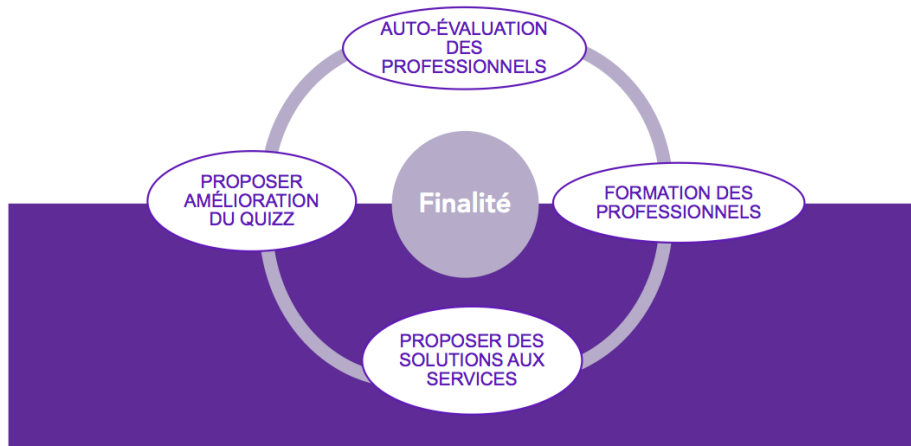 AUTO-ÉVALUATION
DES
PROFESSIONNELS
PROPOSER
AMÉLIORATION
DU QUIZZ
Finalité
FORMATION DES
PROFESSIONNELS
PROPOSER DES
SOLUTIONS AUX
SERVICES